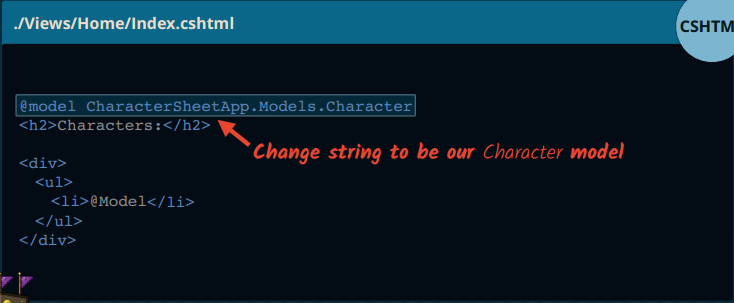 ./Views/Home/Index.cshtml
CSHTM
@model CharacterSheetApp.Models.Character
<h2>Characters:</h2>
Change string to be our Character model
<div>
<ul>
<li>@Model</li>
</ul>
</div>